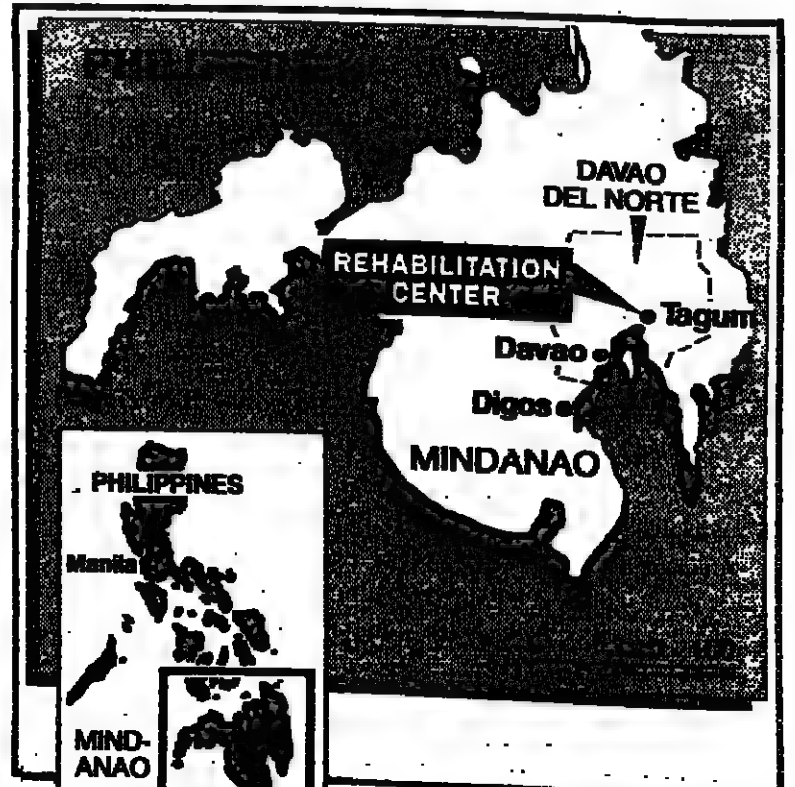 DAVAO
DEL NORTE
REHABILITATION
CENTER
Tagum
Davao
Digos
MINDANAO
PHILIPPINES
Manila
MIND-
ANAO